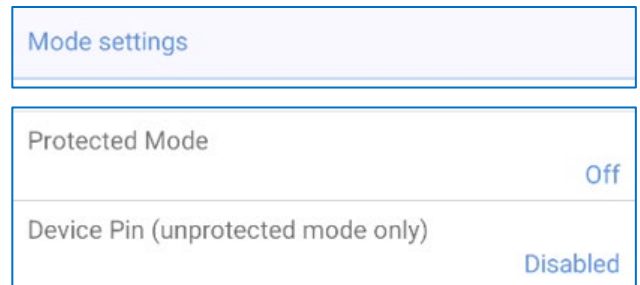 Mode settings
Protected Mode
Off
Device Pin (unprotected mode only)
Disabled